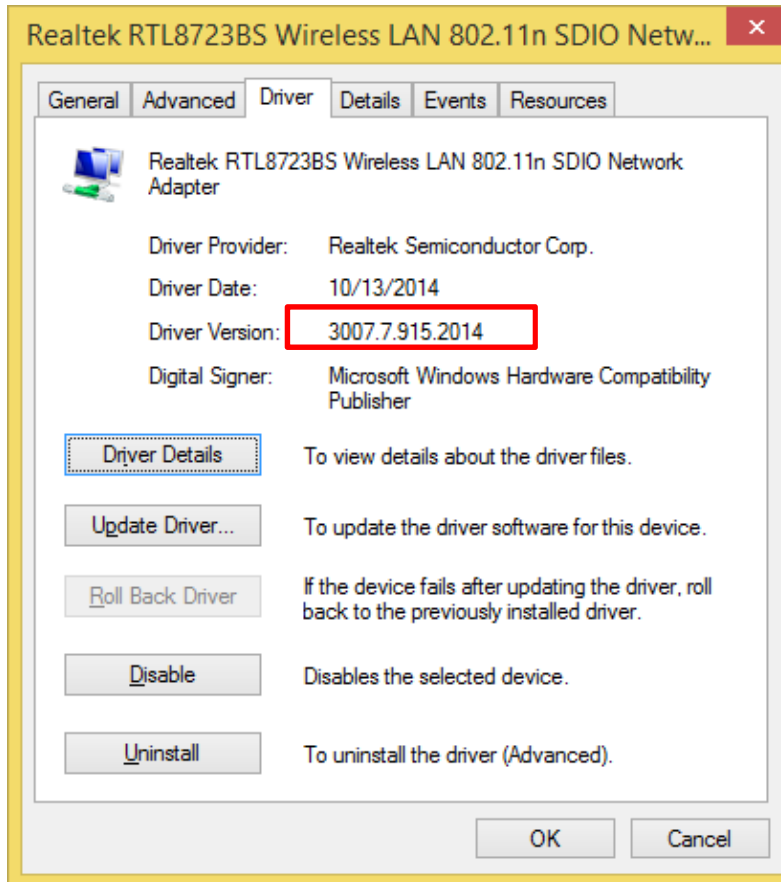 Realtek RTL8723BS Wireless LAN 802.11n SDIO Netw...
General Advanced Driver Details Events Resources
Realtek RTL8723BS Wireless LAN 802.11n SDIO Network
Adapter
Driver Provider: Realtek Semiconductor Corp.
Driver Date: 10/13/2014
Driver Version: 3007.7.915.2014
Digital Signer: Microsoft Windows Hardware Compatibility
Publisher
Driver Details To view details about the driver files.
Update Driver... To update the driver software for this device.
Roll Back Driver If the device fails after updating the driver, roll
back to the previously installed driver.
Disable Disables the selected device.
Uninstall To uninstall the driver (Advanced).
OK Cancel